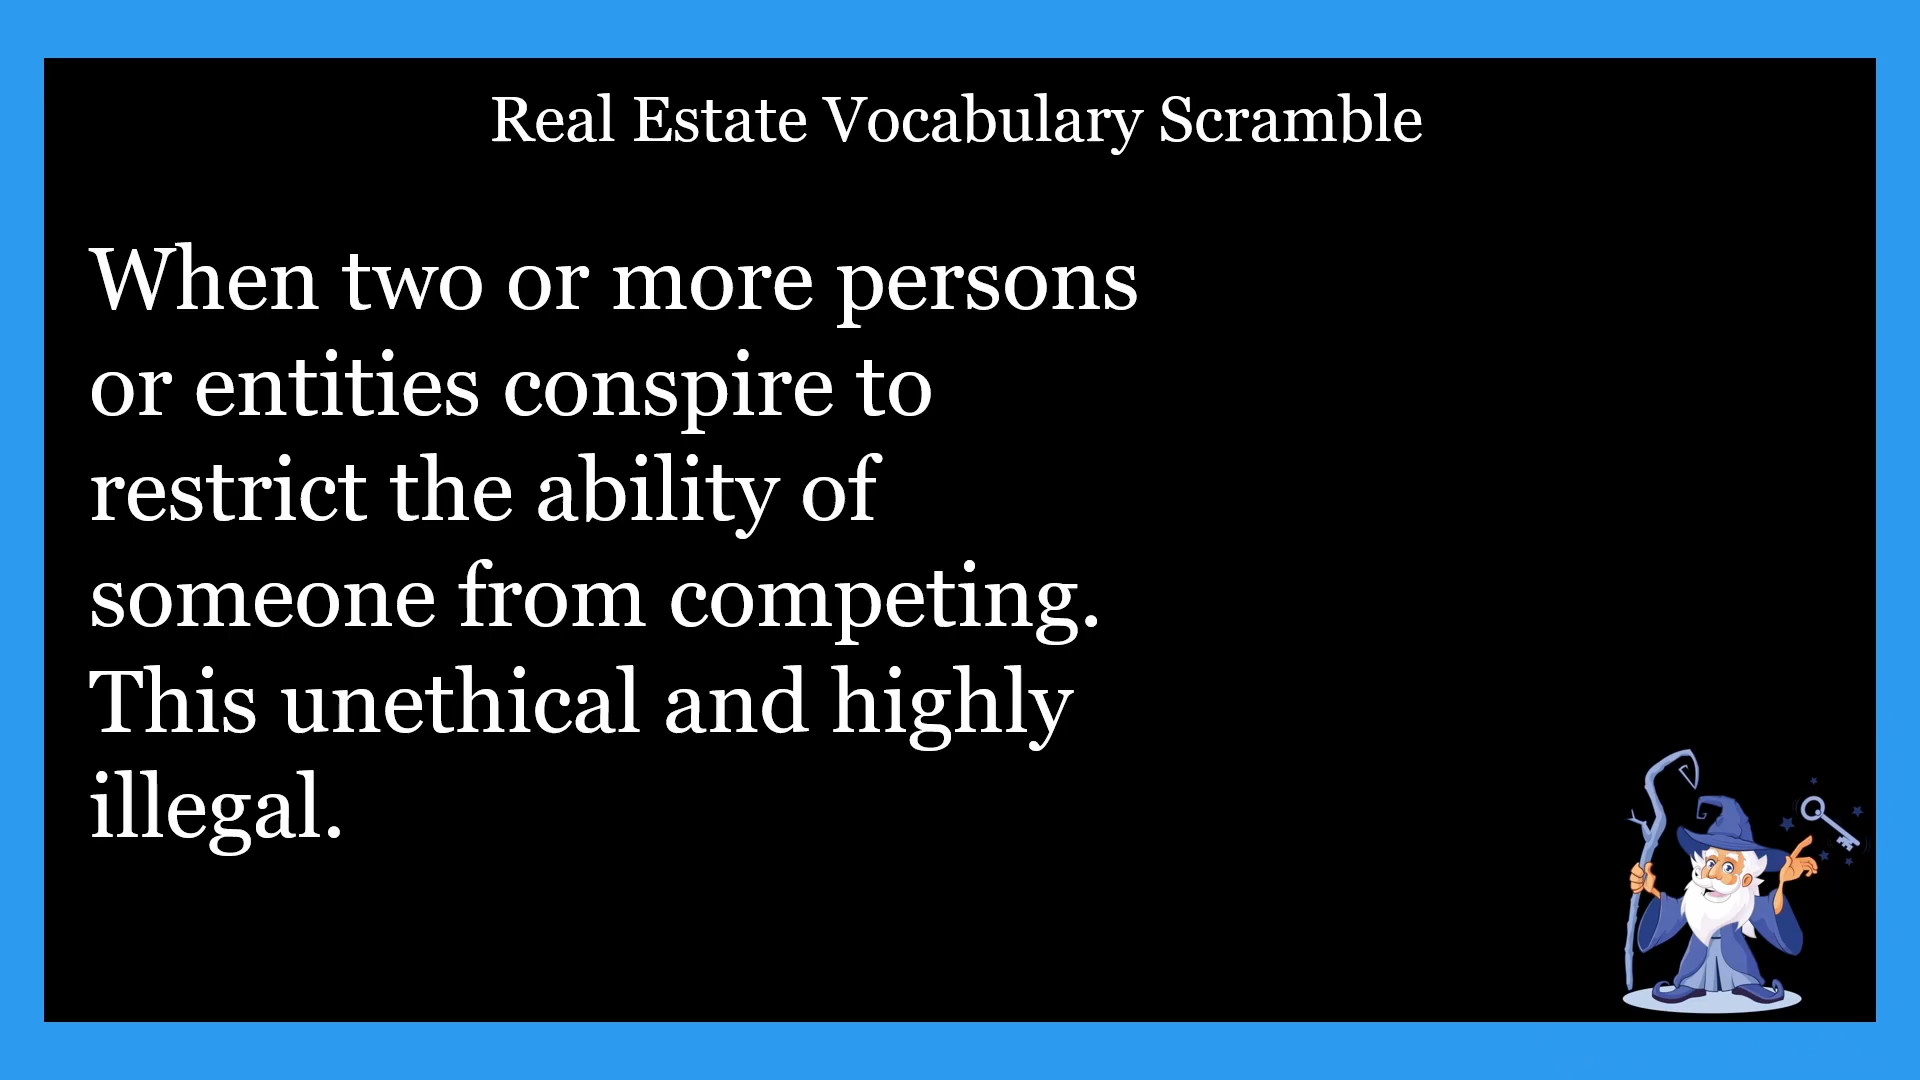 Real Estate Vocabulary Scramble
When two or more persons
or entities conspire to
restrict the ability of
someone from competing.
This unethical and highly
illegal.